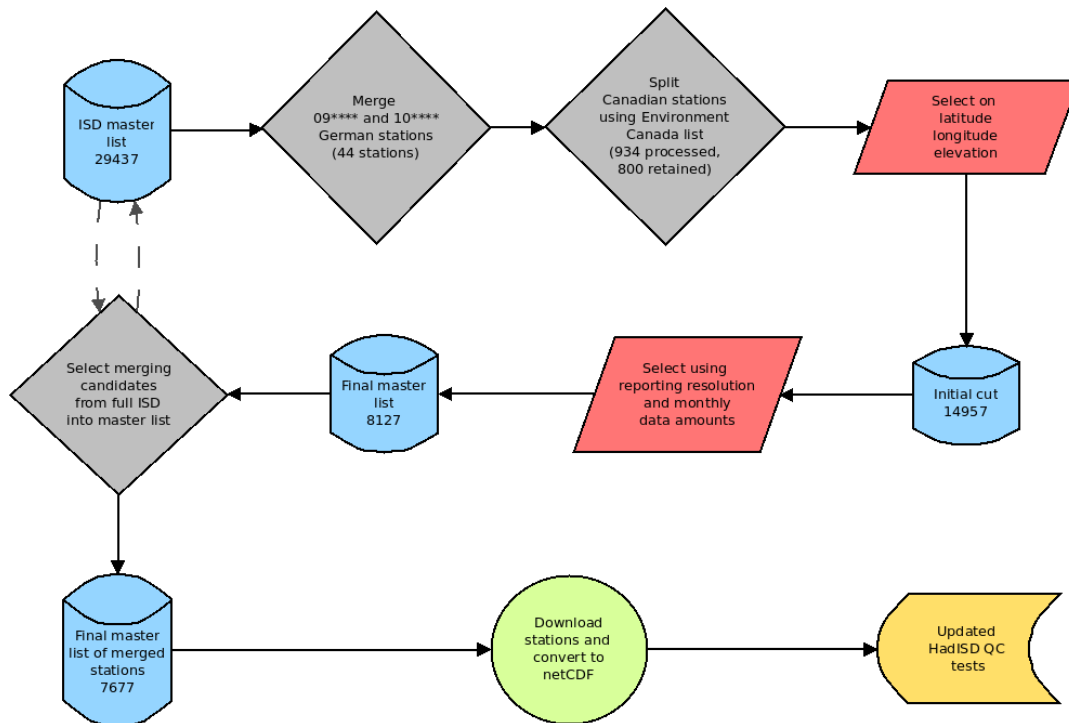 ISD master
list
29437
Merge
09**** and 10****
German stations
(44 stations)
Split
Canadian stations
using Environment
Canada list
(934 processed,
800 retained)
Select on
latitude
longitude
elevation
Select merging
candidates
from full ISD
into master list
Final master
list
8127
Select using
reporting resolution
and monthly
data amounts
Initial cut
14957
Final master
list of merged
stations
7677
Download
stations and
convert to
netCDF
Updated
HadISD QC
tests